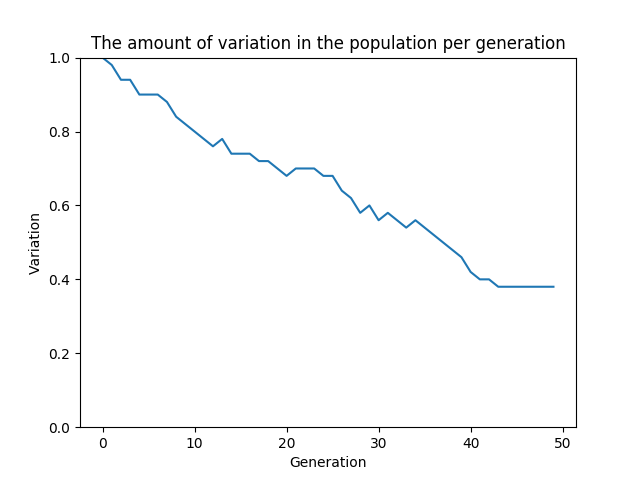 The amount of variation in the population per generation
1.0
0.8
0.6
0.4
0.2
0.0
Variation
0 10 20 30 40 50
Generation